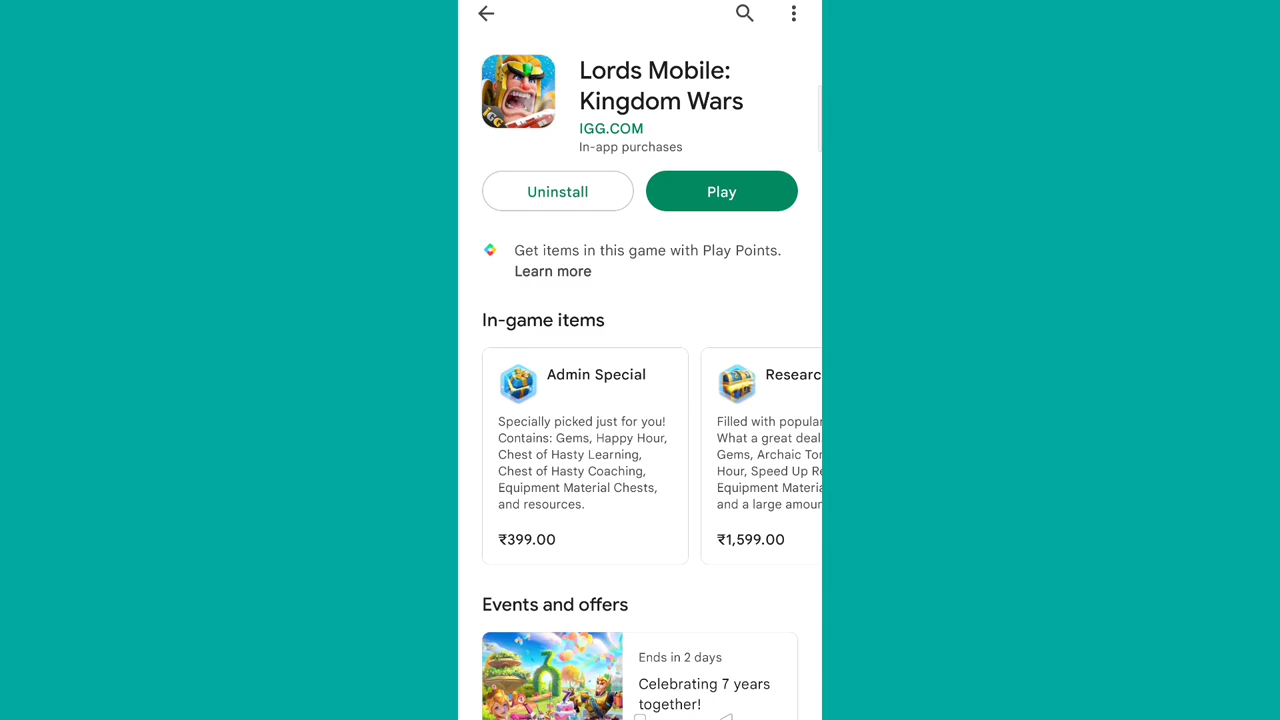 Lords Mobile:
Kingdom Wars
IGG.COM
In-app purchases
IGG
Uninstall
Play
Get items in this game with Play Points.
Learn more
In-game items
Admin Special
Specially picked just for you!
Contains: Gems, Happy Hour,
Chest of Hasty Learning,
Chest of Hasty Coaching,
Equipment Material Chests,
and resources.
₹399.00
Researc
Filled with popular
What a great deal
Gems, Archaic To
Hour, Speed Up Re
Equipment Materia
and a large amoun
₹1,599.00
Events and offers
Ends in 2 days
Celebrating 7 years
together!